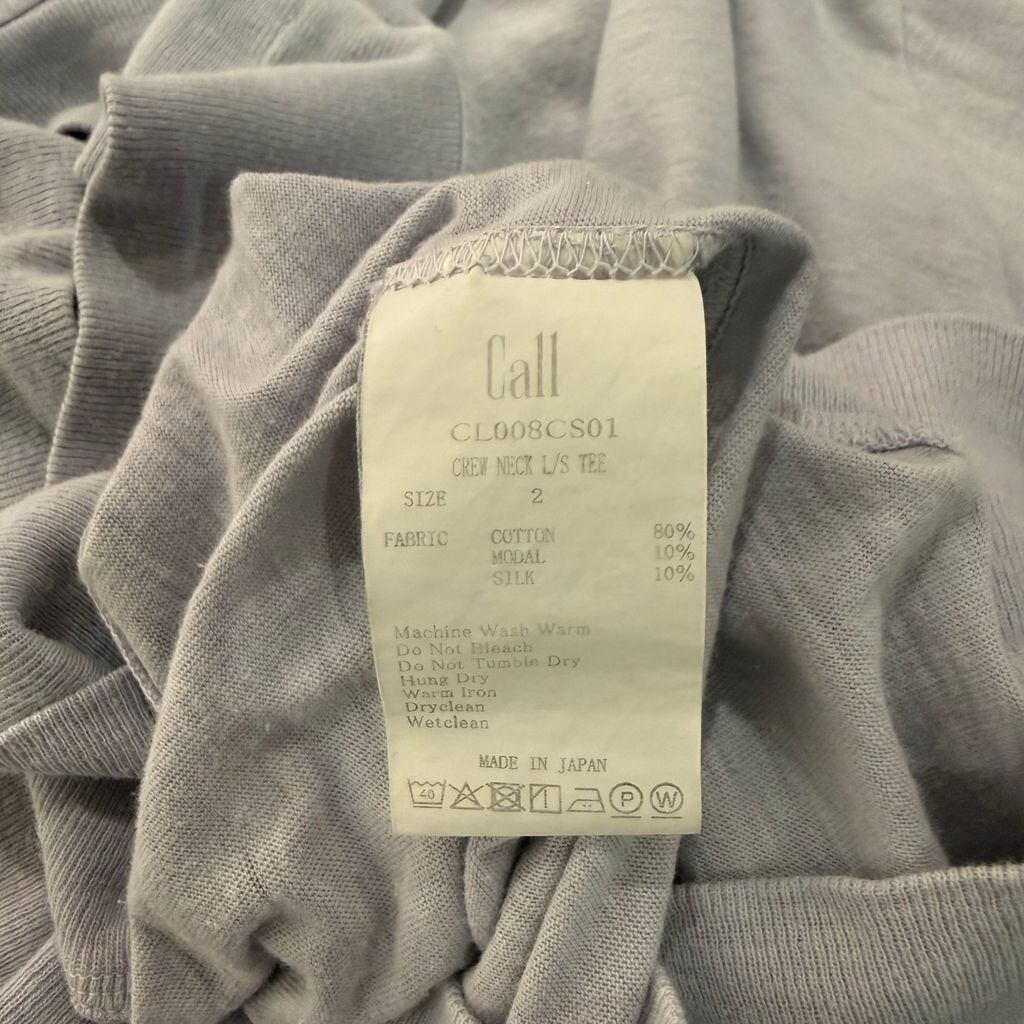 Call
CL008CS01
CREW NECK L/S TEE
SIZE 2
FABRIC COTTON 80%
MODAL 10%
SILK 10%
Machine Wash Warm
Do Not Bleach
Do Not Tumble Dry
Hung Dry
Warm Iron
Dryclean
Wetclean
MADE IN JAPAN
40 P W